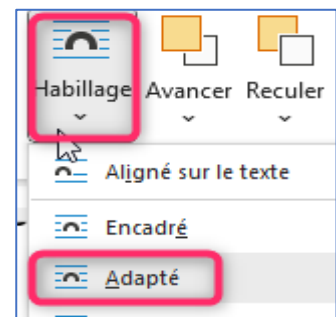 Habillage Avancer Reculer
Aligné sur le texte
Encadré
Adapté